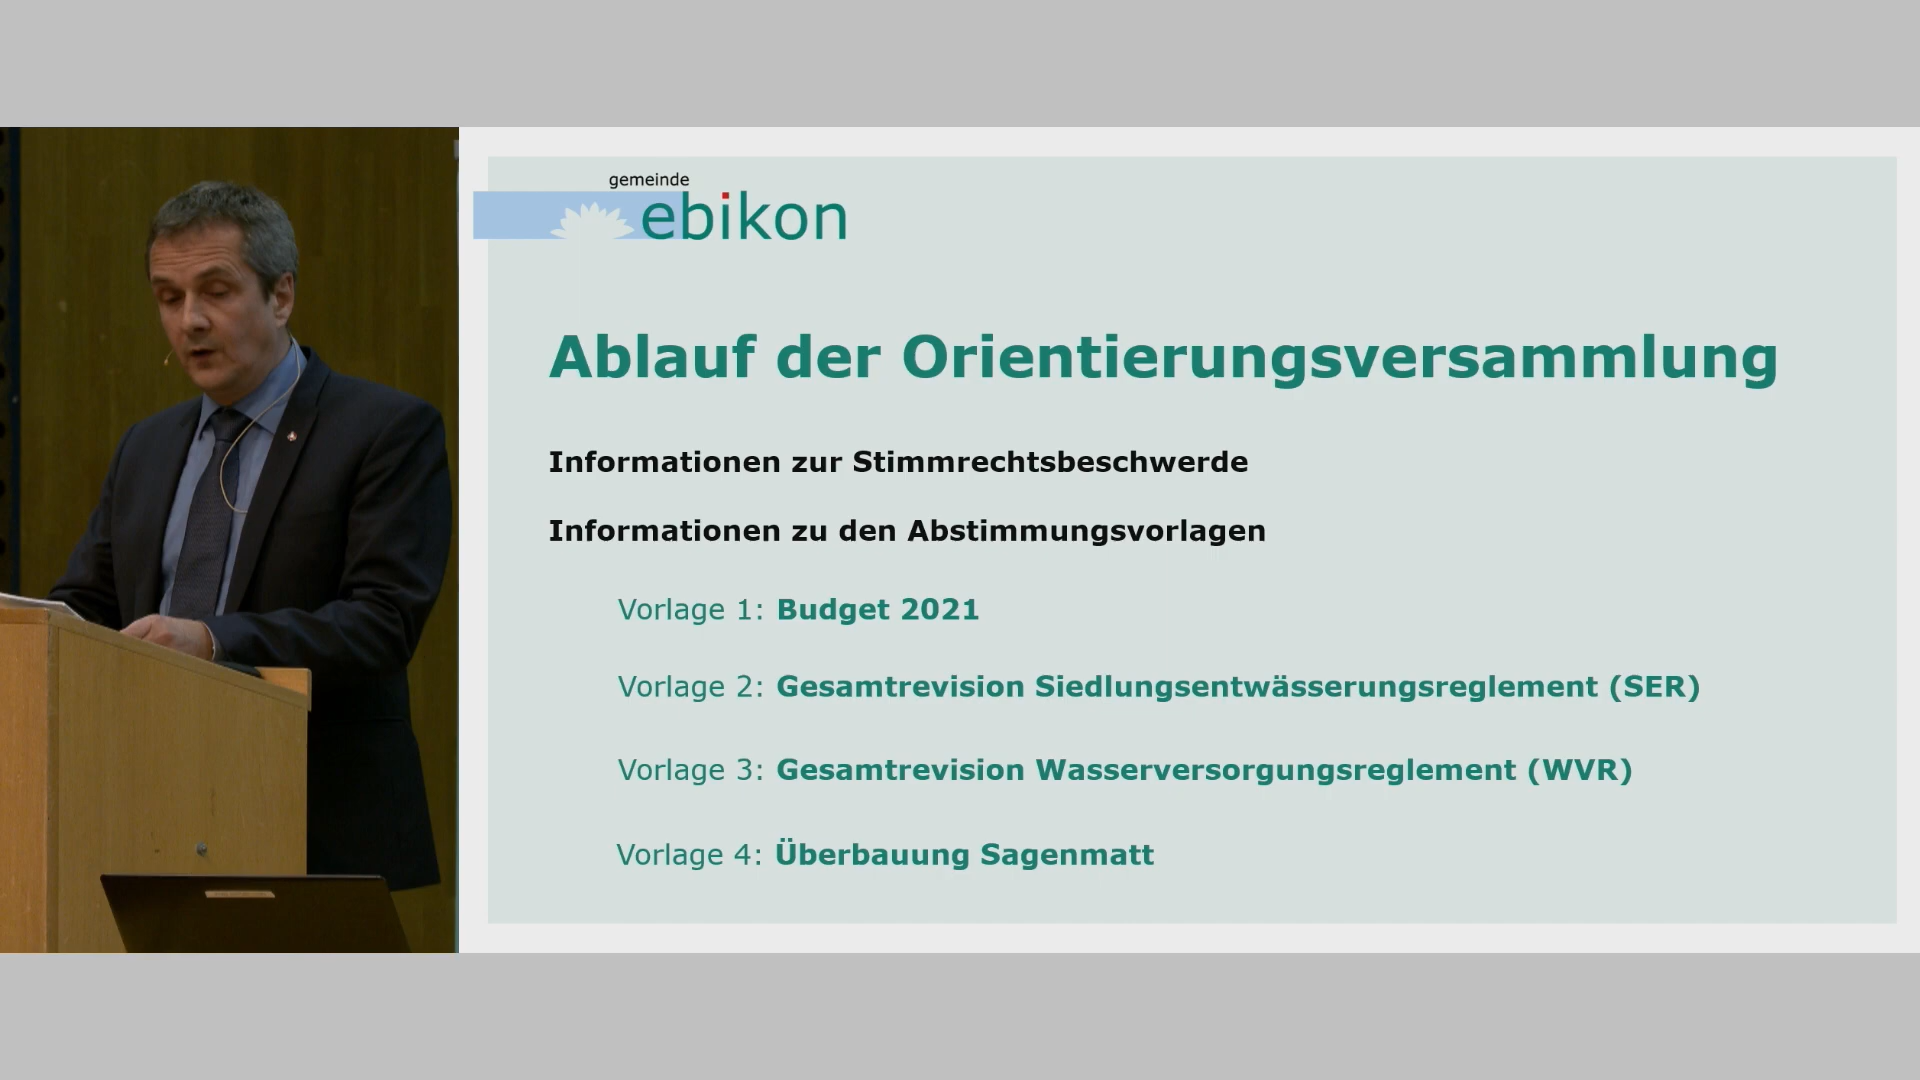 gemeinde
ebikon
Ablauf der Orientierungsversammlung
Informationen zur Stimmrechtsbeschwerde
Informationen zu den Abstimmungsvorlagen
Vorlage 1: Budget 2021
Vorlage 2: Gesamtrevision Siedlungsentwässerungsreglement (SER)
Vorlage 3: Gesamtrevision Wasserversorgungsreglement (WVR)
Vorlage 4: Überbauung Sagenmatt